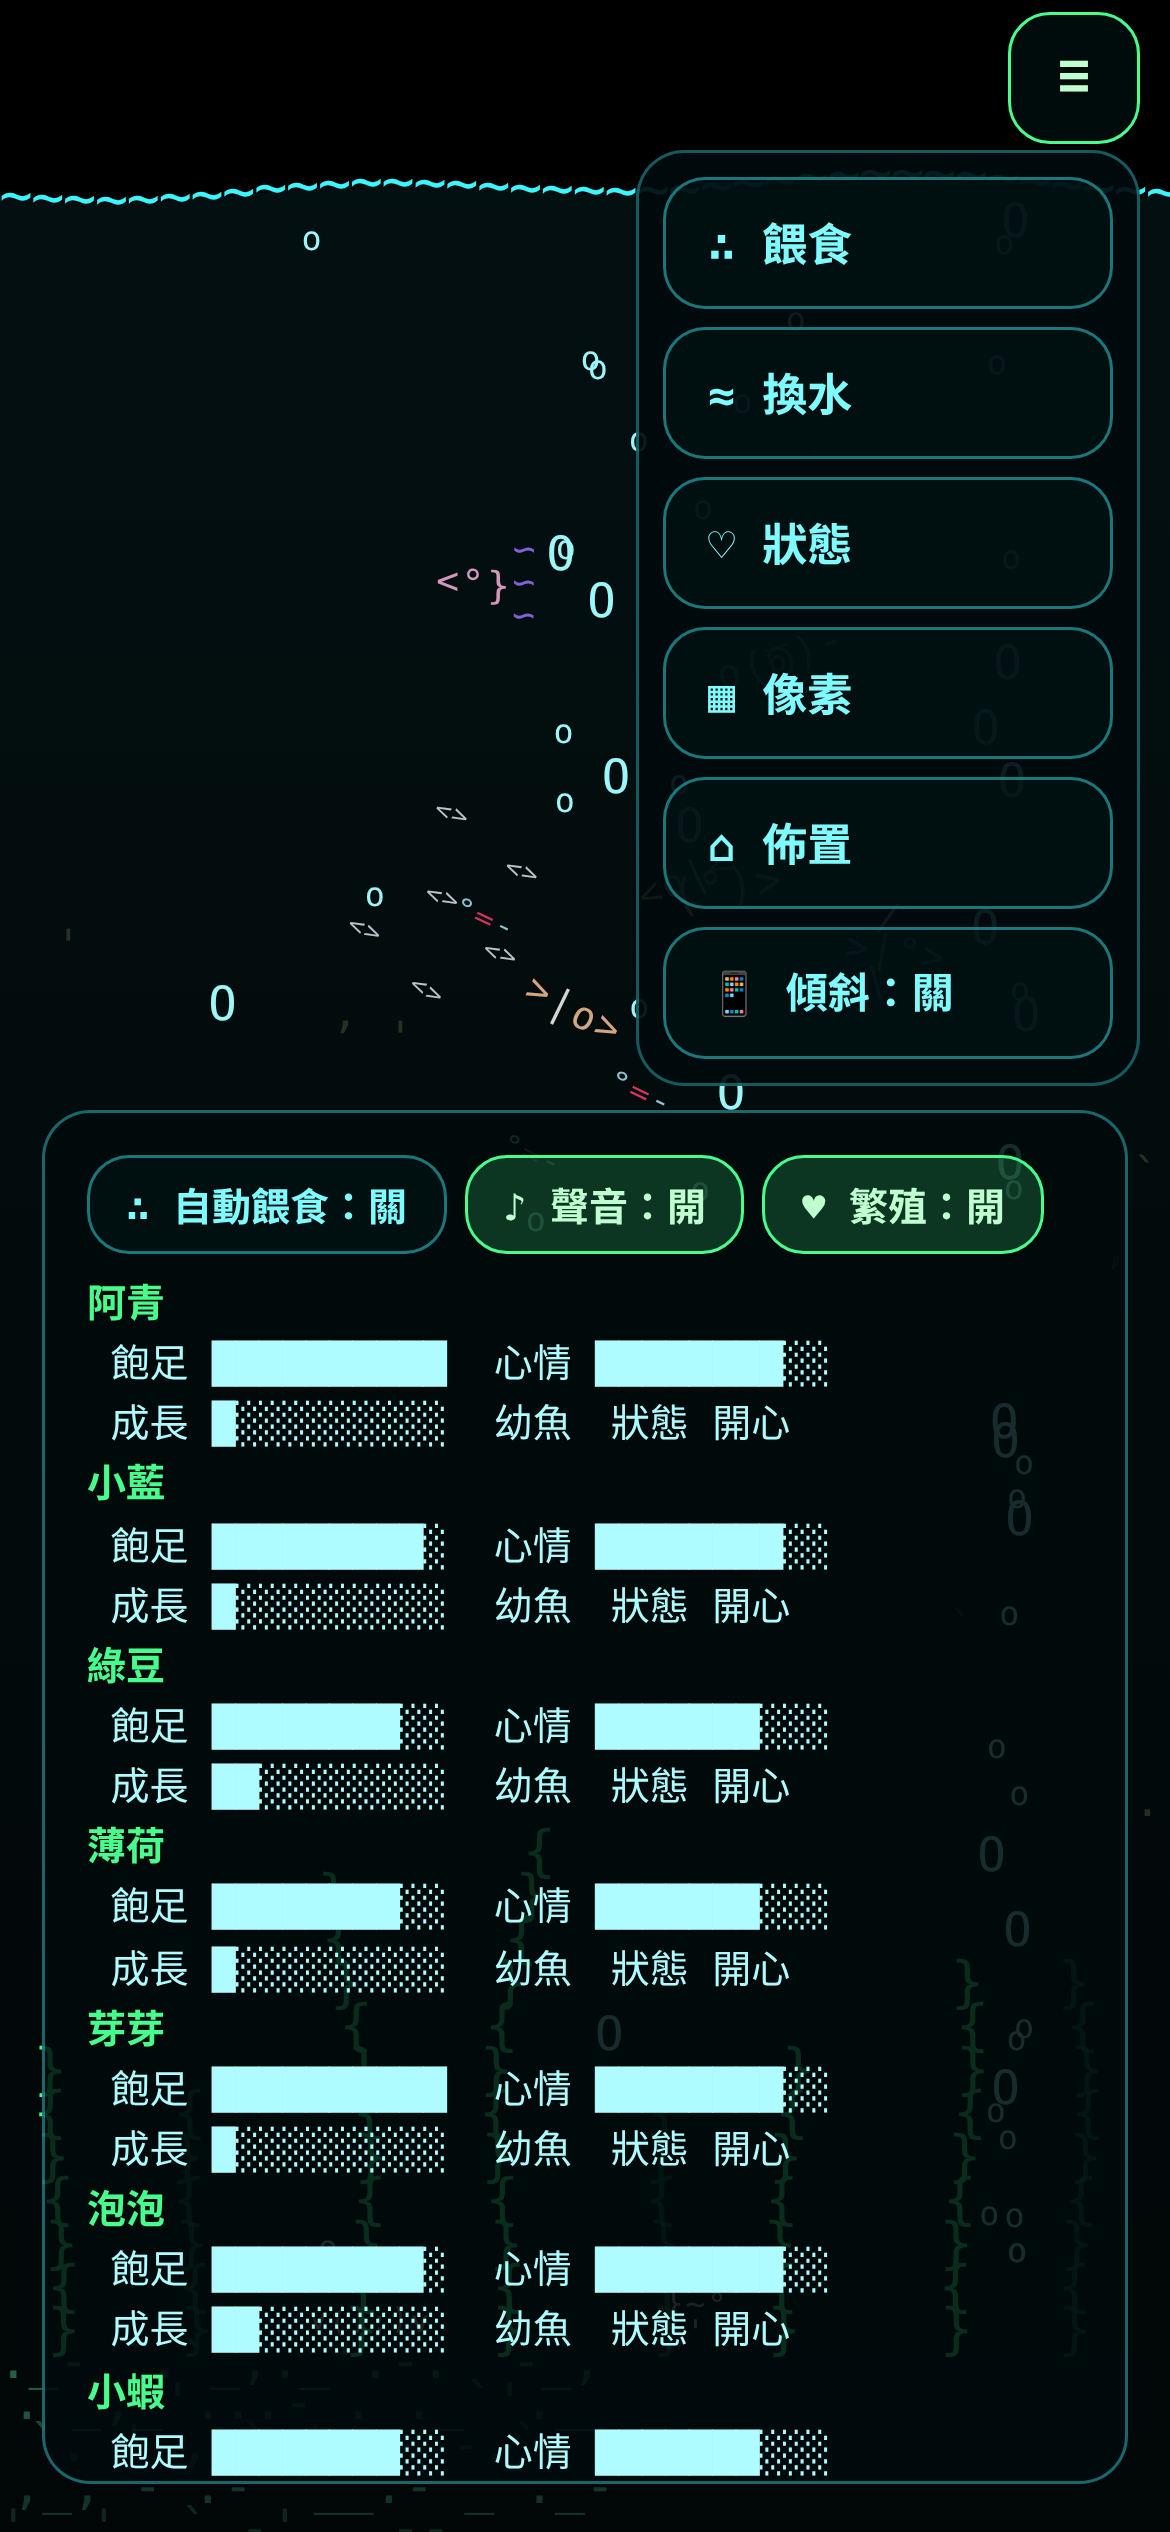 ≡
∴ 餵食
≈ 換水
♡ 狀態
▦ 像素
⌂ 佈置
📱 傾斜：關
∴ 自動餵食：關 ♪ 聲音：開 ♥ 繁殖：開
阿青
飽足 ██████████ 心情 ████████░░
成長 █░░░░░░░░░ 幼魚 狀態 開心
小藍
飽足 █████████░ 心情 ████████░░
成長 █░░░░░░░░░ 幼魚 狀態 開心
綠豆
飽足 ████████░░ 心情 ███████░░░
成長 ██░░░░░░░░ 幼魚 狀態 開心
薄荷
飽足 ████████░░ 心情 ███████░░░
成長 █░░░░░░░░░ 幼魚 狀態 開心
芽芽
飽足 ██████████ 心情 ████████░░
成長 █░░░░░░░░░ 幼魚 狀態 開心
泡泡
飽足 █████████░ 心情 ████████░░
成長 ██░░░░░░░░ 幼魚 狀態 開心
小蝦
飽足 ████████░░ 心情 ███████░░░